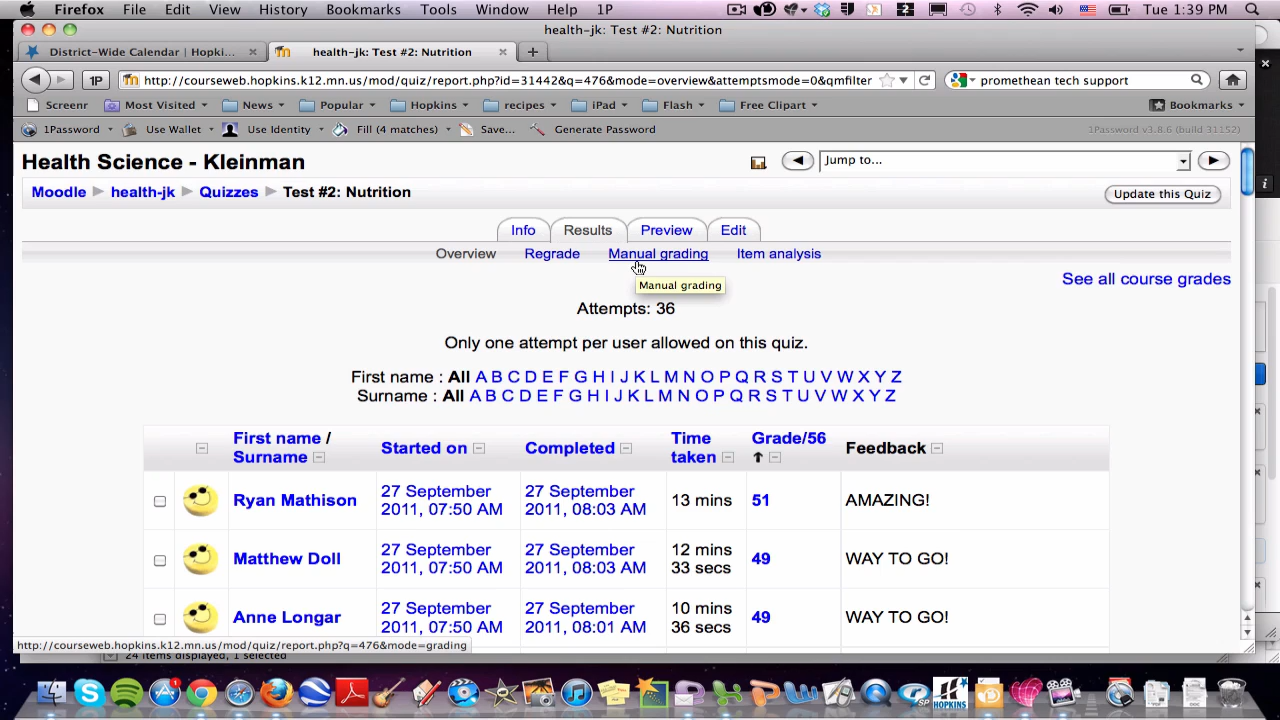 Firefox File Edit View History Bookmarks Tools Window Help 1P Tue 1:39 PM
health-jk: Test #2: Nutrition
District-Wide Calendar | Hopki... health-jk: Test #2: Nutrition
1P http://courseweb.hopkins.k12.mn.us/mod/quiz/report.php?id=31442&q=476&mode=overview&attemptsmode=0&qmfilter promethean tech support
Screenr Most Visited News Popular Hopkins recipes iPad Flash Free Clipart Bookmarks
1Password Use Wallet Use Identity Fill (4 matches) Save... Generate Password 1Password v3.8.6 (build 31152)
Health Science - Kleinman Jump to...
Moodle health-jk Quizzes Test #2: Nutrition Update this Quiz
Info Results Preview Edit
Overview Regrade Manual grading Item analysis
Manual grading
See all course grades
Attempts: 36
Only one attempt per user allowed on this quiz.
First name : All A B C D E F G H I J K L M N O P Q R S T U V W X Y Z
Surname : All A B C D E F G H I J K L M N O P Q R S T U V W X Y Z
First name / Surname Started on Completed Time taken Grade/56 Feedback
Ryan Mathison 27 September 2011, 07:50 AM 27 September 2011, 08:03 AM 13 mins 51 AMAZING!
Matthew Doll 27 September 2011, 07:50 AM 27 September 2011, 08:03 AM 12 mins 33 secs 49 WAY TO GO!
Anne Longar 27 September 2011, 07:50 AM 27 September 2011, 08:01 AM 10 mins 36 secs 49 WAY TO GO!
http://courseweb.hopkins.k12.mn.us/mod/quiz/report.php?q=476&mode=grading
24 items displayed, 1 selected
HOPKINS